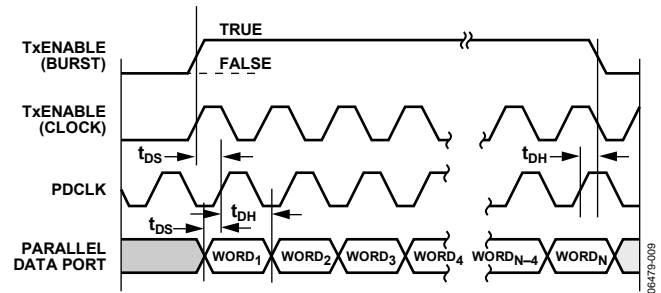 TxENABLE
(BURST)
TRUE
FALSE
TxENABLE
(CLOCK)
tDS
tDH
PDCLK
tDS
tDH
PARALLEL
DATA PORT
WORD1 WORD2 WORD3 WORD4 WORDN–4 WORDN
06479-009